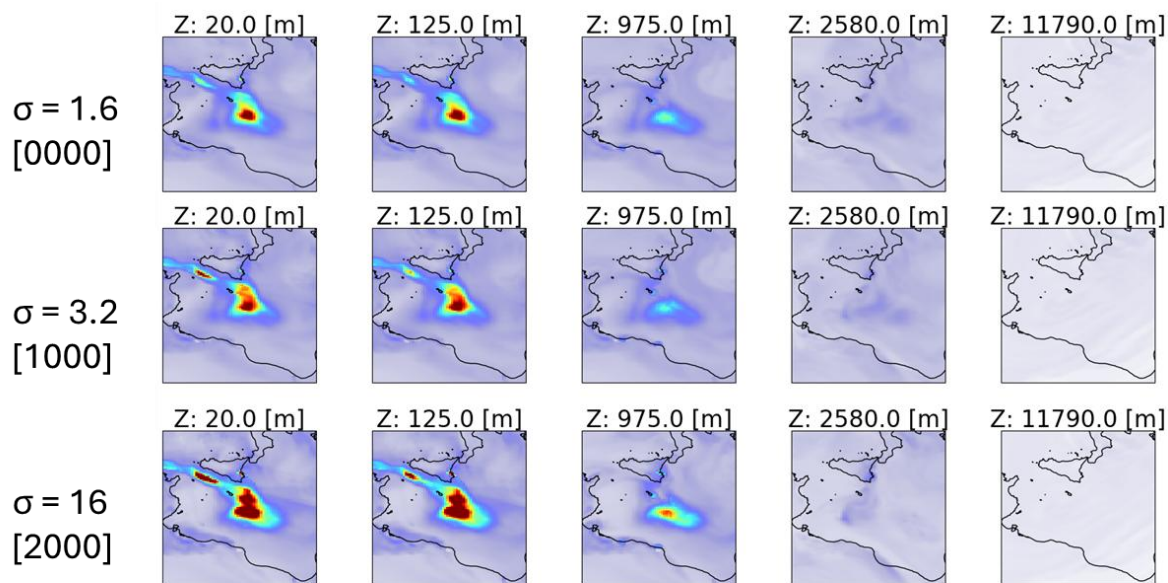 Z: 20.0 [m] Z: 125.0 [m] Z: 975.0 [m] Z: 2580.0 [m] Z: 11790.0 [m]
σ = 1.6
[0000]
Z: 20.0 [m] Z: 125.0 [m] Z: 975.0 [m] Z: 2580.0 [m] Z: 11790.0 [m]
σ = 3.2
[1000]
Z: 20.0 [m] Z: 125.0 [m] Z: 975.0 [m] Z: 2580.0 [m] Z: 11790.0 [m]
σ = 16
[2000]